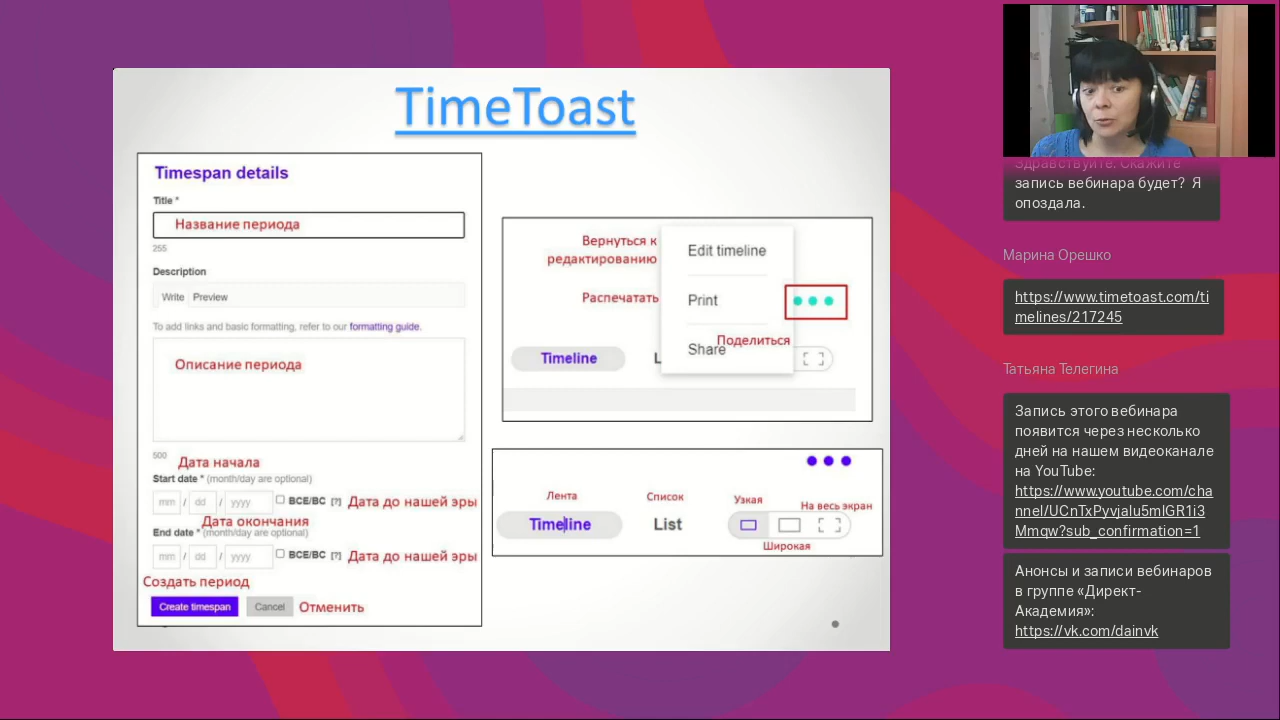 TimeToast
Timespan details
Title *
Название периода
255
Description
Write Preview
To add links and basic formatting, refer to our formatting guide.
Описание периода
500
Дата начала
Start date * (month/day are optional)
mm / dd / yyyy BCE/BC [?] Дата до нашей эры
Дата окончания
End date * (month/day are optional)
mm / dd / yyyy BCE/BC [?] Дата до нашей эры
Создать период
Create timespan Cancel Отменить
Вернуться к
редактированию
Edit timeline
Распечатать
Print
Поделиться
Share
Timeline L
Лента
Список
Узкая
На весь экран
Timeline
List
Широкая
Здравствуйте. Скажите
запись вебинара будет? Я
опоздала.
Марина Орешко
https://www.timetoast.com/ti
melines/217245
Татьяна Телегина
Запись этого вебинара
появится через несколько
дней на нашем видеоканале
на YouTube:
https://www.youtube.com/cha
nnel/UCnTxPyvjalu5mlGR1i3
Mmqw?sub_confirmation=1
Анонсы и записи вебинаров
в группе «Директ-
Академия»:
https://vk.com/dainvk